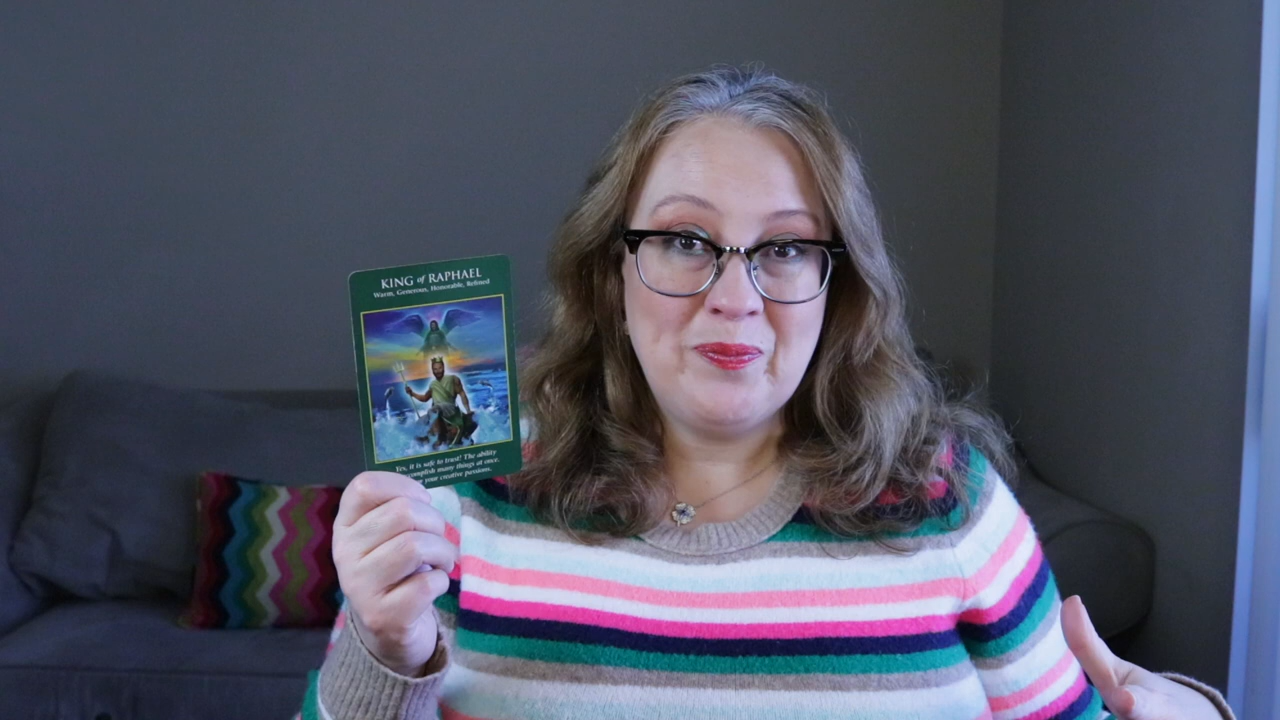 KING of RAPHAEL
Warm, Generous, Honorable, Refined
Yes, it is safe to trust! The ability
complish many things at once.
your creative passions.